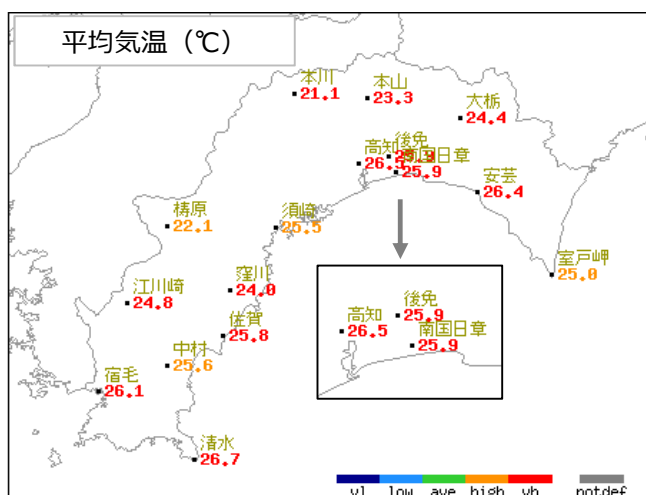 平均気温（℃）
本川
21.1
本山
23.3
大栃
24.4
高知
26.5
後免
25.9
南国日章
25.9
安芸
26.4
梼原
22.1
須崎
25.5
室戸岬
25.0
江川崎
24.8
窪川
24.0
佐賀
25.8
中村
25.6
宿毛
26.1
清水
26.7
高知
26.5
後免
25.9
南国日章
25.9
vl low ave high vh notdef